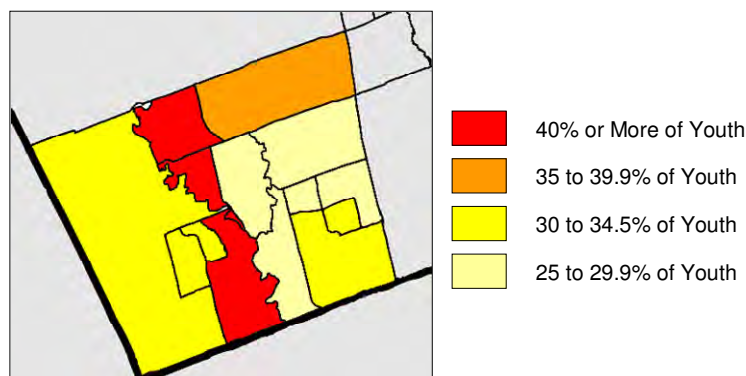 40% or More of Youth
35 to 39.9% of Youth
30 to 34.5% of Youth
25 to 29.9% of Youth